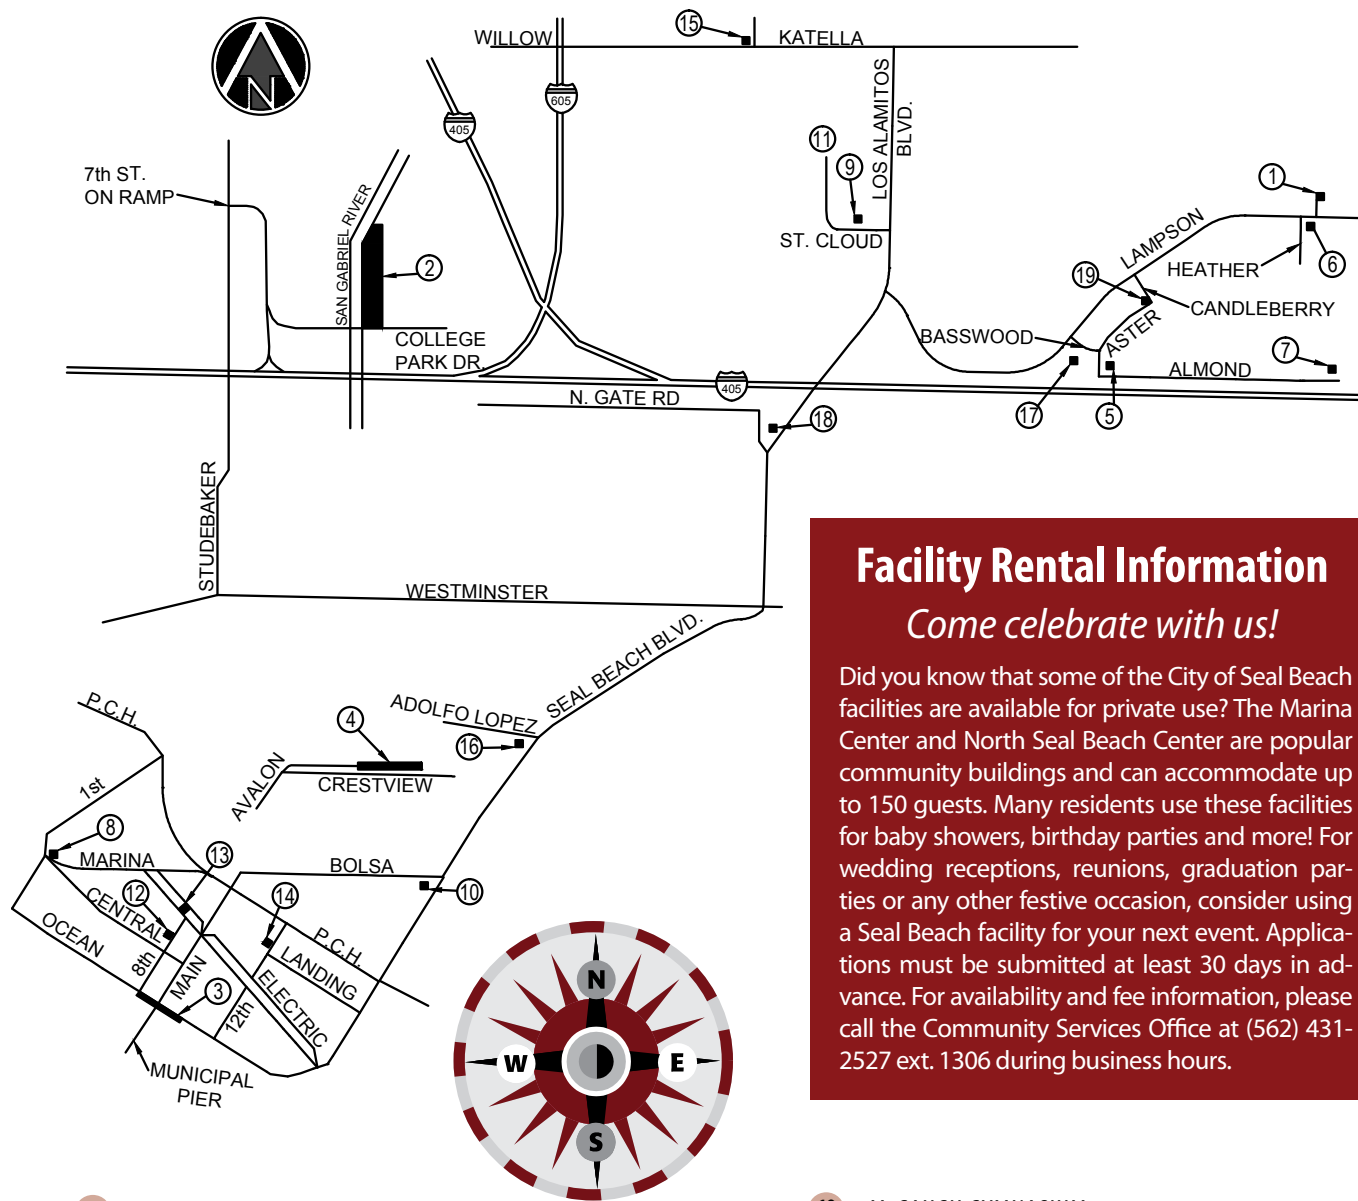 N
WILLOW
15
KATELLA
605
405
LOS ALAMITOS
BLVD.
11
9
7th ST.
ON RAMP
SAN GABRIEL RIVER
2
ST. CLOUD
1
LAMPSON
HEATHER
6
19
CANDLEBERRY
COLLEGE
PARK DR.
BASSWOOD
ASTER
ALMOND
7
405
N. GATE RD
18
17
5
STUDEBAKER
WESTMINSTER
SEAL BEACH BLVD.
ADOLFO LOPEZ
16
P.C.H.
4
AVALON
CRESTVIEW
1st
8
MARINA
13
BOLSA
10
12
CENTRAL
14
OCEAN
P.C.H.
8th
MAIN
LANDING
3
12th
ELECTRIC
MUNICIPAL
PIER
N
W
E
S
Facility Rental Information
Come celebrate with us!
Did you know that some of the City of Seal Beach
facilities are available for private use? The Marina
Center and North Seal Beach Center are popular
community buildings and can accommodate up
to 150 guests. Many residents use these facilities
for baby showers, birthday parties and more! For
wedding receptions, reunions, graduation par-
ties or any other festive occasion, consider using
a Seal Beach facility for your next event. Applica-
tions must be submitted at least 30 days in ad-
vance. For availability and fee information, please
call the Community Services Office at (562) 431-
2527 ext. 1306 during business hours.